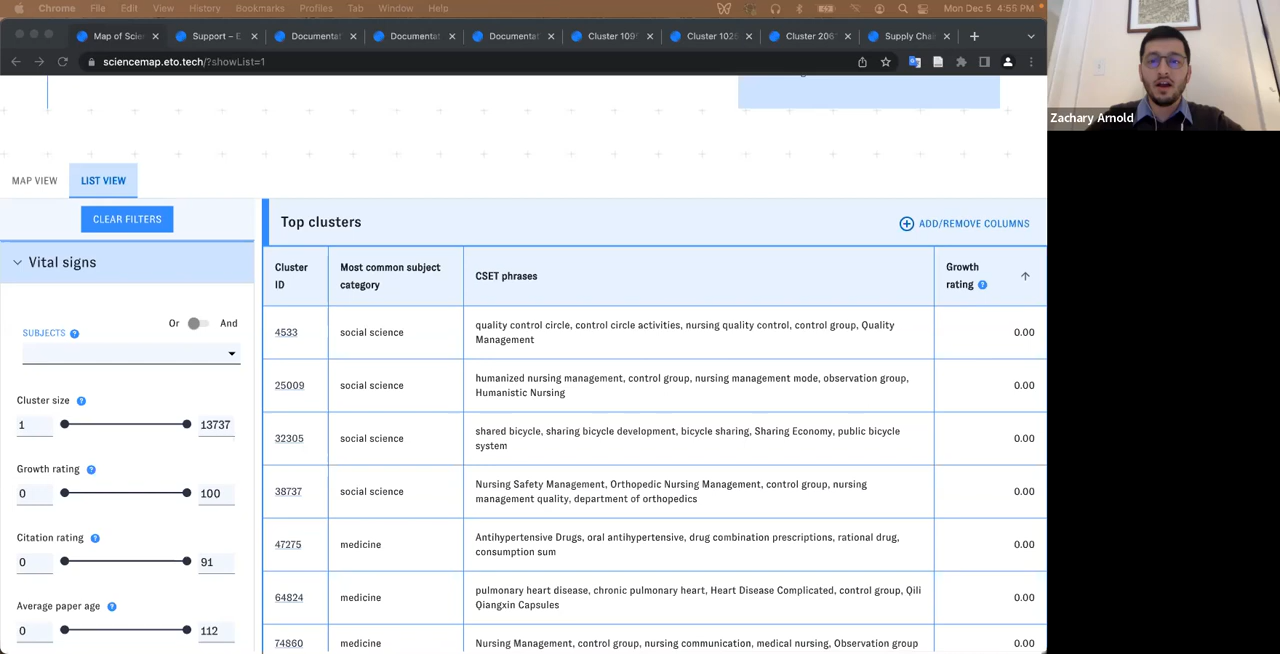 Chrome File Edit View History Bookmarks Profiles Tab Window Help Mon Dec 5 4:55 PM
Map of Scie Support – E Documentat Documentat Documentat Cluster 109 Cluster 102 Cluster 206 Supply Chai
sciencemap.eto.tech/?showList=1
Zachary Arnold
MAP VIEW LIST VIEW
CLEAR FILTERS
Vital signs
Or And
SUBJECTS ?
Cluster size ?
1 13737
Growth rating ?
0 100
Citation rating ?
0 91
Average paper age ?
0 112
Top clusters ADD/REMOVE COLUMNS
Cluster ID
Most common subject category
CSET phrases
Growth rating ?
4533 social science quality control circle, control circle activities, nursing quality control, control group, Quality
Management 0.00
25009 social science humanized nursing management, control group, nursing management mode, observation group,
Humanistic Nursing 0.00
32305 social science shared bicycle, sharing bicycle development, bicycle sharing, Sharing Economy, public bicycle
system 0.00
38737 social science Nursing Safety Management, Orthopedic Nursing Management, control group, nursing
management quality, department of orthopedics 0.00
47275 medicine Antihypertensive Drugs, oral antihypertensive, drug combination prescriptions, rational drug,
consumption sum 0.00
64824 medicine pulmonary heart disease, chronic pulmonary heart, Heart Disease Complicated, control group, Qili
Qiangxin Capsules 0.00
74860 medicine Nursing Management, control group, nursing communication, medical nursing, Observation group 0.00